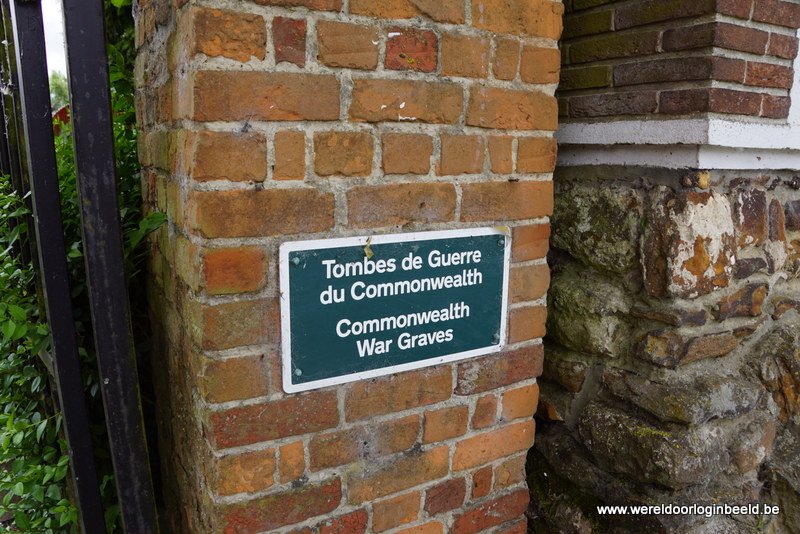 Tombes de Guerre
du Commonwealth
Commonwealth
War Graves
www.wereldoorloginbeeld.be